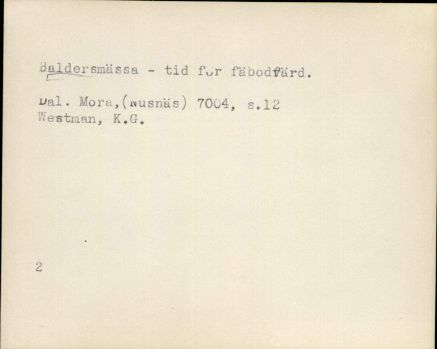 Baldersmässa - tid för fäbodfärd.
Dal. Mora,(Nusnäs) 7004, s.12
Westman, K.G.
2